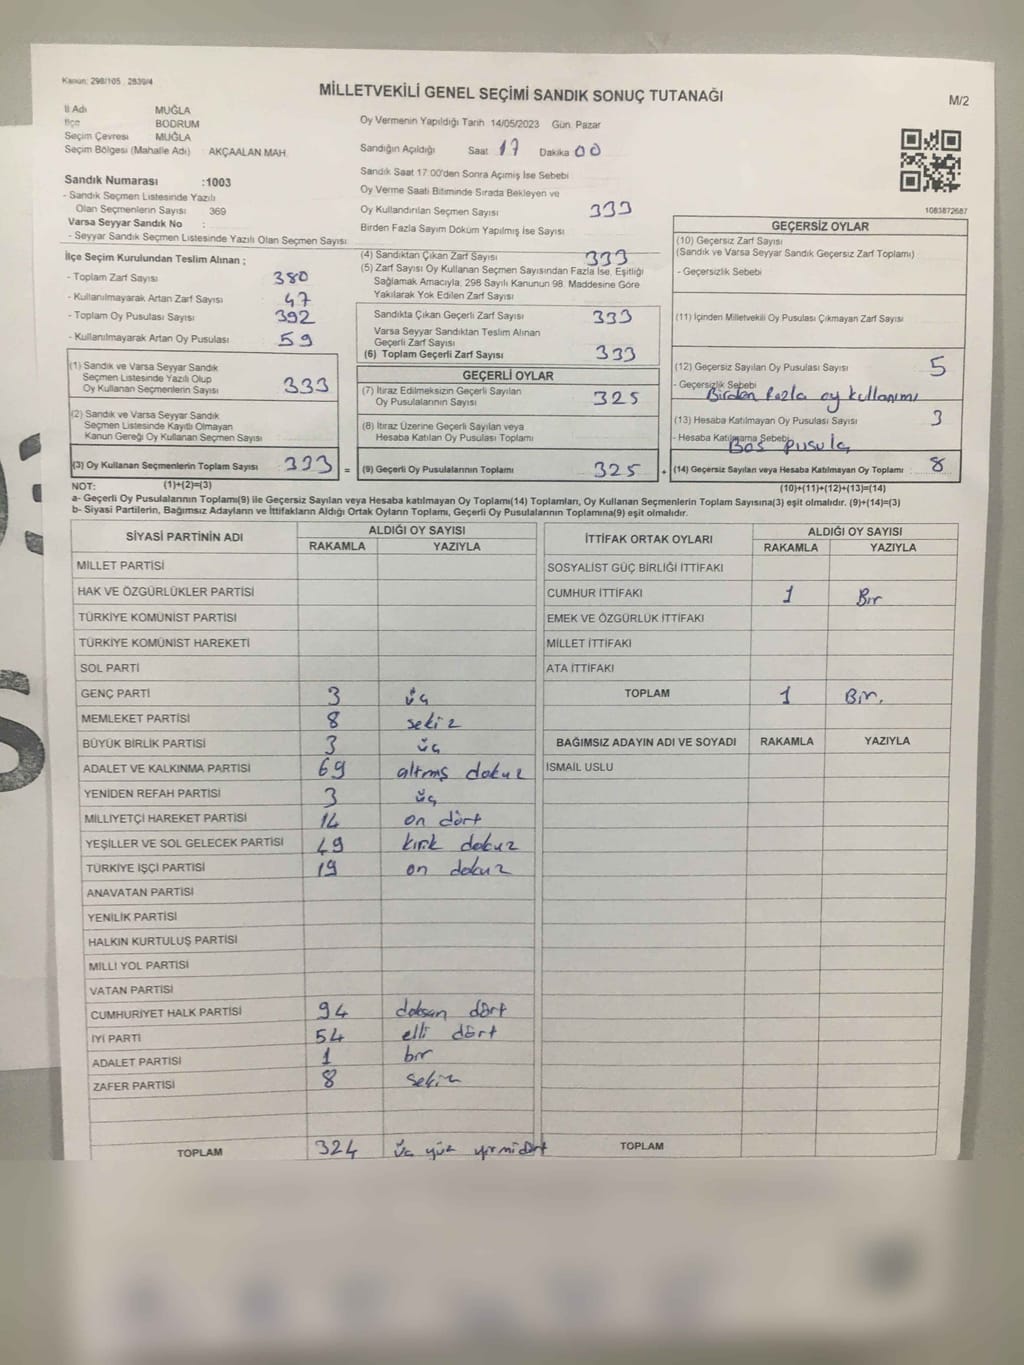 Kanun: 298/105 , 2839/4
MİLLETVEKİLİ GENEL SEÇİMİ SANDIK SONUÇ TUTANAĞI
M/2
İl Adı MUĞLA
İlçe BODRUM
Seçim Çevresi MUĞLA
Seçim Bölgesi (Mahalle Adı) AKÇAALAN MAH.
Sandık Numarası :1003
- Sandık Seçmen Listesinde Yazılı
Olan Seçmenlerin Sayısı 369
Varsa Seyyar Sandık No :
- Seyyar Sandık Seçmen Listesinde Yazılı Olan Seçmen Sayısı
Oy Vermenin Yapıldığı Tarih 14/05/2023 Gün. Pazar
Sandığın Açıldığı Saat 17 Dakika 00
Sandık Saat 17:00'den Sonra Açımış İse Sebebi
Oy Verme Saati Bitiminde Sırada Bekleyen ve
Oy Kullandırılan Seçmen Sayısı 333
Birden Fazla Sayım Döküm Yapılmış İse Sayısı
1083872687
İlçe Seçim Kurulundan Teslim Alınan ;
- Toplam Zarf Sayısı 380
- Kullanılmayarak Artan Zarf Sayısı 47
- Toplam Oy Pusulası Sayısı 392
- Kullanılmayarak Artan Oy Pusulası 59
(1) Sandık ve Varsa Seyyar Sandık
Seçmen Listesinde Yazılı Olup
Oy Kullanan Seçmenlerin Sayısı 333
(2) Sandık ve Varsa Seyyar Sandık
Seçmen Listesinde Kayıtlı Olmayan
Kanun Gereği Oy Kullanan Seçmen Sayısı
(3) Oy Kullanan Seçmenlerin Toplam Sayısı 333 =
(1)+(2)=(3)
(4) Sandıktan Çıkan Zarf Sayısı 333
(5) Zarf Sayısı Oy Kullanan Seçmen Sayısından Fazla İse, Eşitliği
Sağlamak Amacıyla, 298 Sayılı Kanunun 98. Maddesine Göre
Yakılarak Yok Edilen Zarf Sayısı
Sandıkta Çıkan Geçerli Zarf Sayısı 333
Varsa Seyyar Sandıktan Teslim Alınan
Geçerli Zarf Sayısı
(6) Toplam Geçerli Zarf Sayısı 333
GEÇERLİ OYLAR
(7) İtiraz Edilmeksizin Geçerli Sayılan
Oy Pusulalarının Sayısı 325
(8) İtiraz Üzerine Geçerli Sayılan veya
Hesaba Katılan Oy Pusulası Toplamı
(9) Geçerli Oy Pusulalarının Toplamı 325 +
GEÇERSİZ OYLAR
(10) Geçersiz Zarf Sayısı
(Sandık ve Varsa Seyyar Sandık Geçersiz Zarf Toplamı)
- Geçersizlik Sebebi
(11) İçinden Milletvekili Oy Pusulası Çıkmayan Zarf Sayısı
(12) Geçersiz Sayılan Oy Pusulası Sayısı 5
- Geçersizlik Sebebi Birden fazla oy kullanımı
(13) Hesaba Katılmayan Oy Pusulası Sayısı 3
- Hesaba Katılmama Sebebi Boş pusula
(14) Geçersiz Sayılan veya Hesaba Katılmayan Oy Toplamı : 8
(10)+(11)+(12)+(13)=(14)
NOT:
a- Geçerli Oy Pusulalarının Toplamı(9) ile Geçersiz Sayılan veya Hesaba katılmayan Oy Toplamı(14) Toplamları, Oy Kullanan Seçmenlerin Toplam Sayısına(3) eşit olmalıdır. (9)+(14)=(3)
b- Siyasi Partilerin, Bağımsız Adayların ve İttifakların Aldığı Ortak Oyların Toplamı, Geçerli Oy Pusulalarının Toplamına(9) eşit olmalıdır.
SİYASİ PARTİNİN ADI ALDIĞI OY SAYISI
RAKAMLA YAZIYLA
MİLLET PARTİSİ
HAK VE ÖZGÜRLÜKLER PARTİSİ
TÜRKİYE KOMÜNİST PARTİSİ
TÜRKİYE KOMÜNİST HAREKETİ
SOL PARTİ
GENÇ PARTİ 3 üç
MEMLEKET PARTİSİ 8 sekiz
BÜYÜK BİRLİK PARTİSİ 3 üç
ADALET VE KALKINMA PARTİSİ 69 altmış dokuz
YENİDEN REFAH PARTİSİ 3 üç
MİLLİYETÇİ HAREKET PARTİSİ 14 on dört
YEŞİLLER VE SOL GELECEK PARTİSİ 49 kırk dokuz
TÜRKİYE İŞÇİ PARTİSİ 19 on dokuz
ANAVATAN PARTİSİ
YENİLİK PARTİSİ
HALKIN KURTULUŞ PARTİSİ
MİLLİ YOL PARTİSİ
VATAN PARTİSİ
CUMHURİYET HALK PARTİSİ 94 doksan dört
İYİ PARTİ 54 elli dört
ADALET PARTİSİ 1 bir
ZAFER PARTİSİ 8 sekiz
TOPLAM 324 üç yüz yirmi dört
İTTİFAK ORTAK OYLARI ALDIĞI OY SAYISI
RAKAMLA YAZIYLA
SOSYALİST GÜÇ BİRLİĞİ İTTİFAKI
CUMHUR İTTİFAKI 1 Bir
EMEK VE ÖZGÜRLÜK İTTİFAKI
MİLLET İTTİFAKI
ATA İTTİFAKI
TOPLAM 1 Bir.
BAĞIMSIZ ADAYIN ADI VE SOYADI RAKAMLA YAZIYLA
İSMAİL USLU
TOPLAM